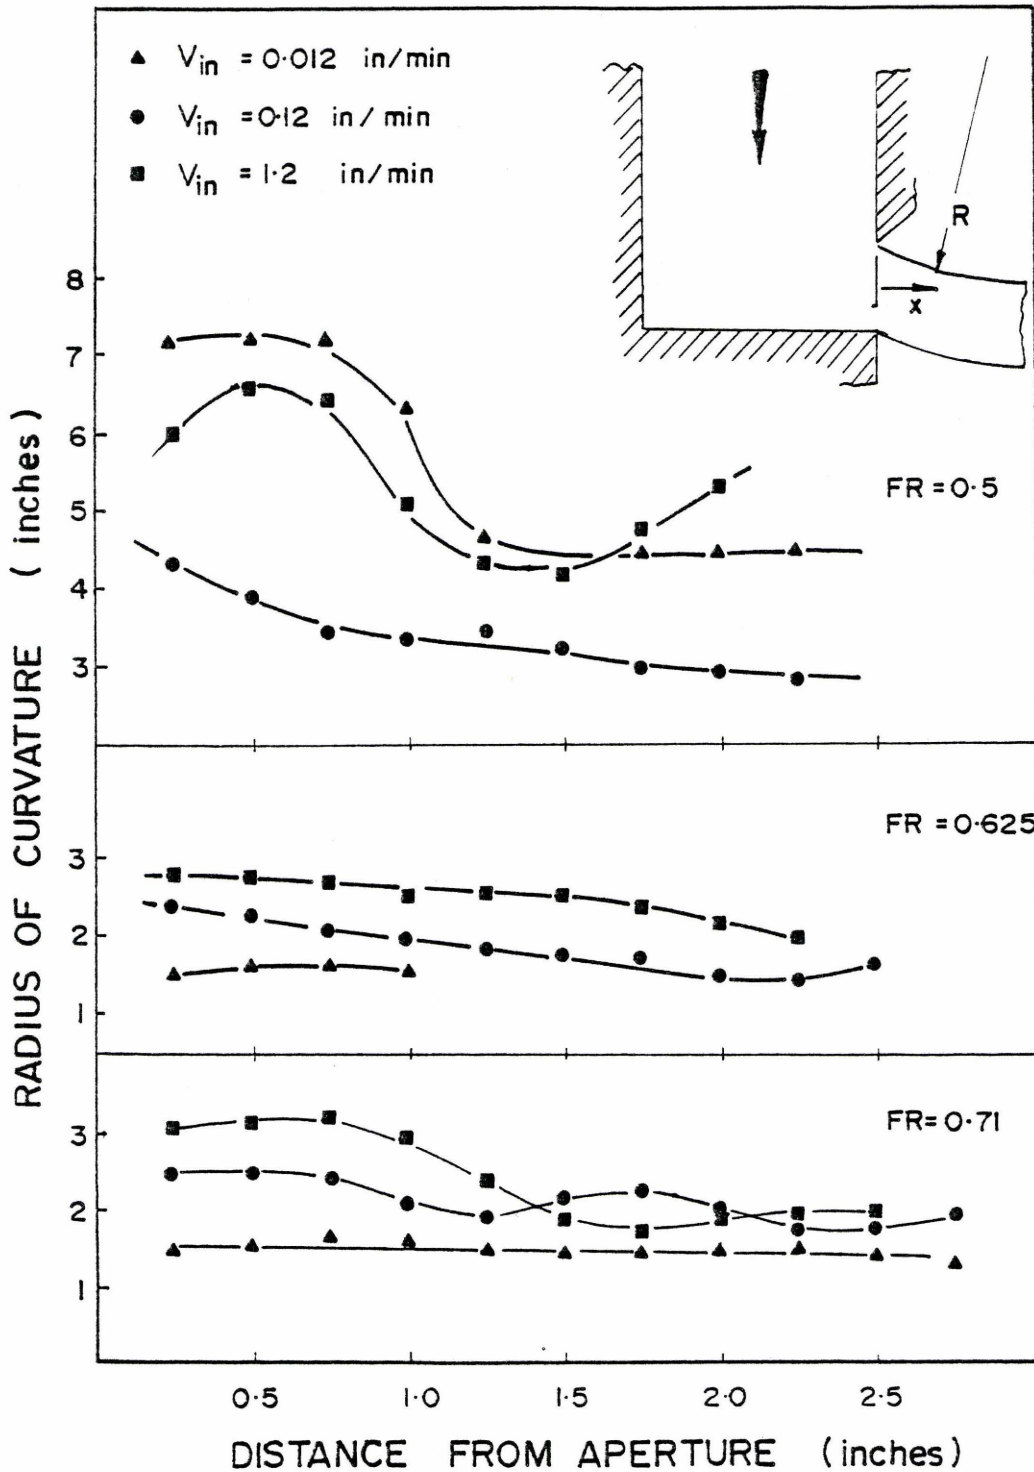 ▲ Vin = 0·012 in/min
● Vin = 0·12 in/min
■ Vin = 1·2 in/min
R
x
8
7
6
5
4
3
FR = 0·5
FR = 0·625
3
2
1
FR= 0·71
3
2
1
RADIUS OF CURVATURE (inches)
0·5 1·0 1·5 2·0 2·5
DISTANCE FROM APERTURE (inches)